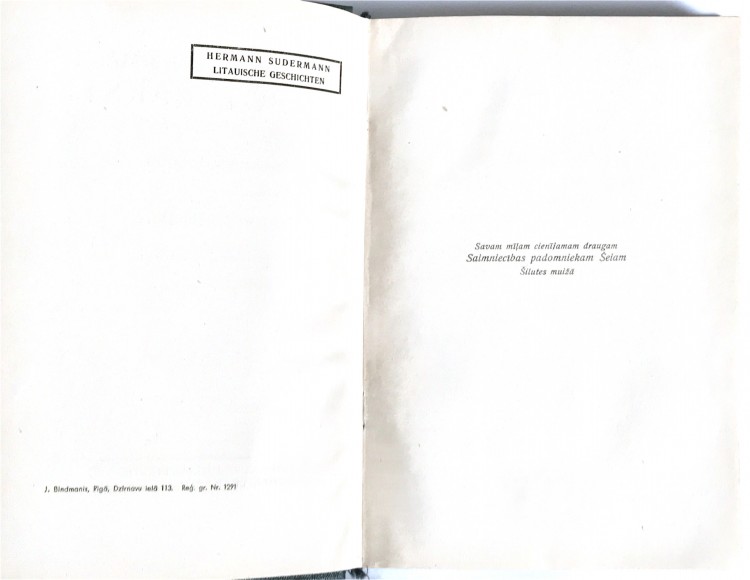 HERMANN SUDERMANN
LITAUISCHE GESCHICHTEN
J. Bindmanis, Rīgā, Dzirnavu ielā 113. Reģ. gr. Nr. 1291
Savam mīļam cienījamam draugam
Saimniecības padomniekam Šeiam
Šilutes muižā